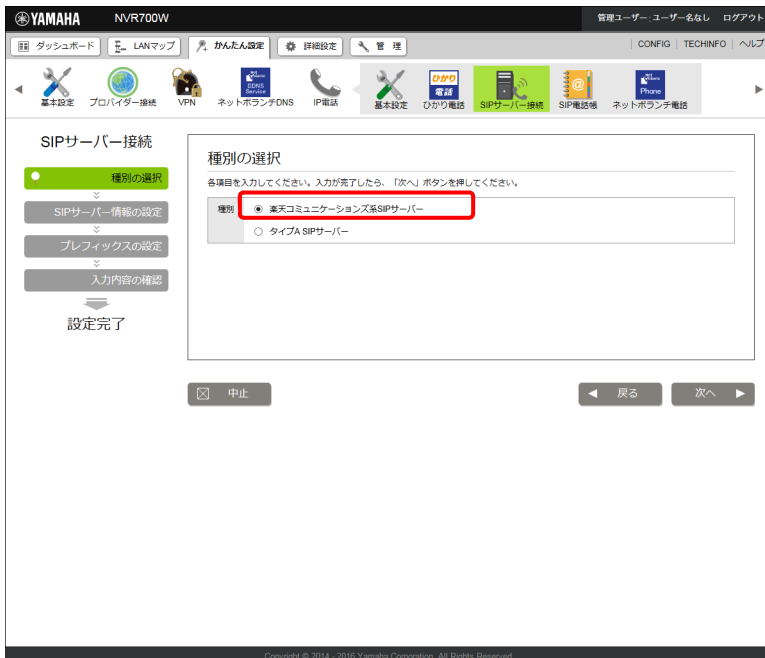 YAMAHA NVR700W 管理ユーザー:ユーザー名なし ログアウト
ダッシュボード LANマップ かんたん設定 詳細設定 管 理 CONFIG TECHINFO ヘルプ
基本設定 プロバイダー接続 VPN ネットボランチDNS IP電話 基本設定 ひかり電話 SIPサーバー接続 SIP電話帳 ネットボランチ電話
DDNS
Service
ひかり
電話
Phone
SIPサーバー接続
種別の選択
SIPサーバー情報の設定
プレフィックスの設定
入力内容の確認
設定完了
種別の選択
各項目を入力してください。入力が完了したら、「次へ」ボタンを押してください。
種別 楽天コミュニケーションズ系SIPサーバー
タイプA SIPサーバー
中止 戻る 次へ
Copyright © 2014 - 2016 Yamaha Corporation. All Rights Reserved.